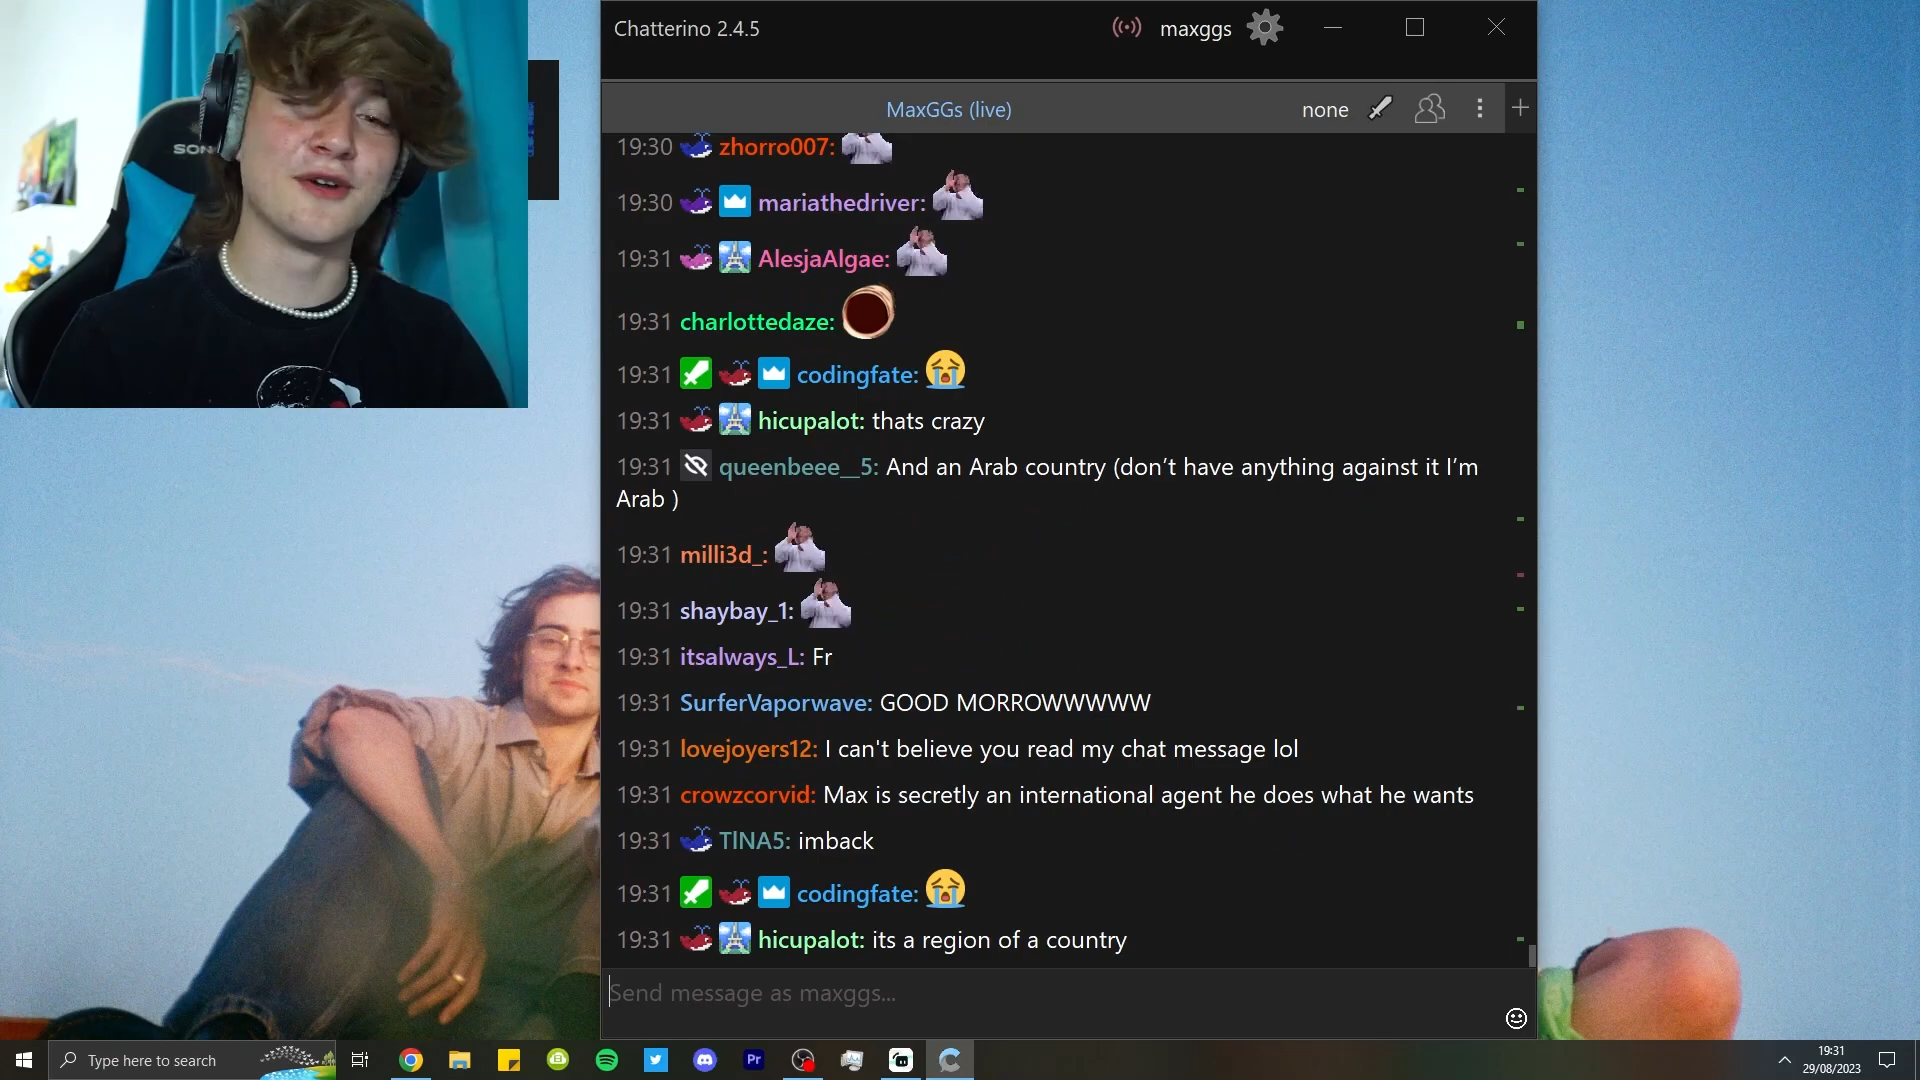 Chatterino 2.4.5
maxggs
MaxGGs (live)
none
SON
19:30 zhorro007:
19:30 mariathedriver:
19:31 AlesjaAlgae:
19:31 charlottedaze:
19:31 codingfate:
19:31 hicupalot: thats crazy
19:31 queenbeee__5: And an Arab country (don’t have anything against it I’m
Arab )
19:31 milli3d_:
19:31 shaybay_1:
19:31 itsalways_L: Fr
19:31 SurferVaporwave: GOOD MORROWWWWW
19:31 lovejoyers12: I can't believe you read my chat message lol
19:31 crowzcorvid: Max is secretly an international agent he does what he wants
19:31 TlNA5: imback
19:31 codingfate:
19:31 hicupalot: its a region of a country
Send message as maxggs...
Type here to search
Pr
19:31
29/08/2023